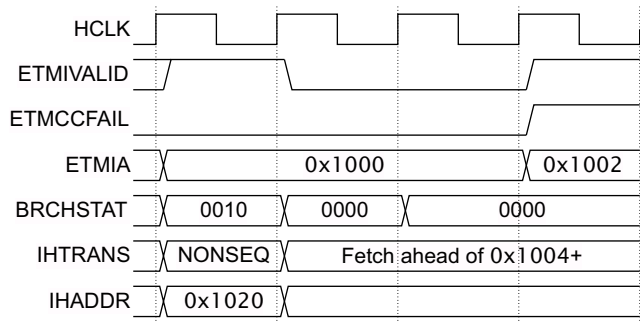 HCLK
ETMIVALID
ETMCCFAIL
ETMIA 0x1000 0x1002
BRCHSTAT 0010 0000 0000
IHTRANS NONSEQ Fetch ahead of 0x1004+
IHADDR 0x1020